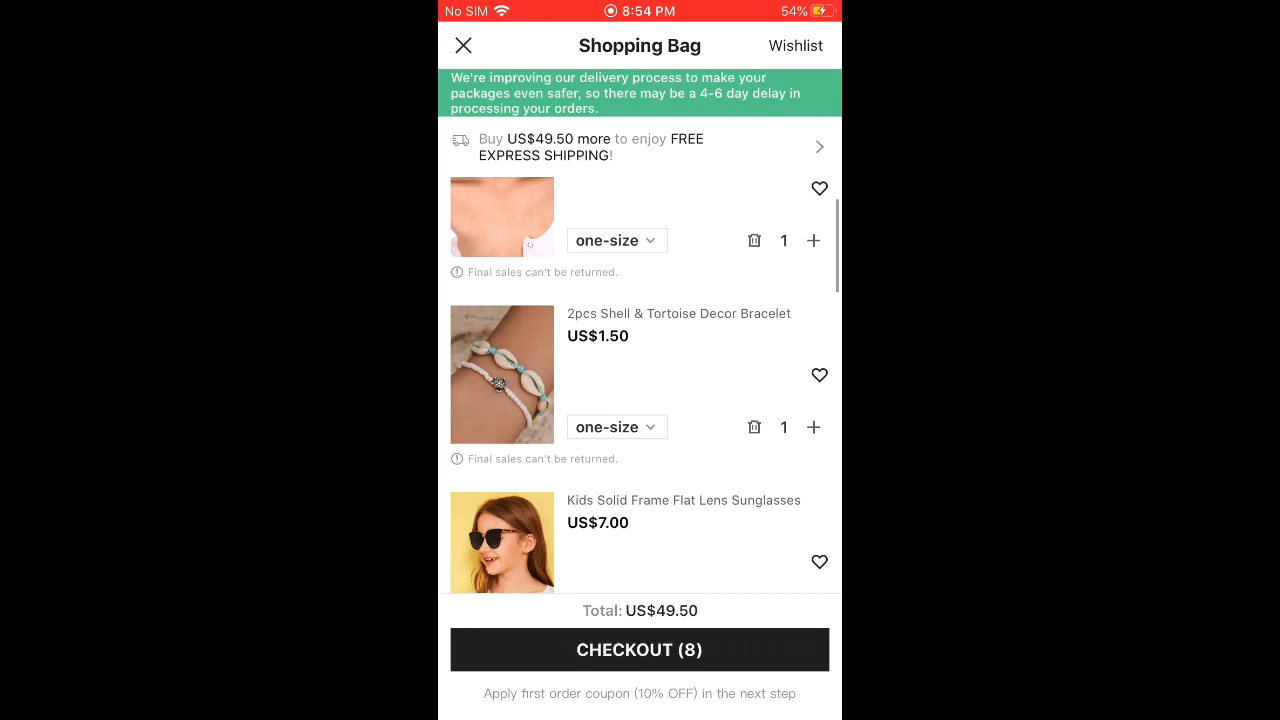 No SIM 8:54 PM 54%
Shopping Bag Wishlist
We're improving our delivery process to make your
packages even safer, so there may be a 4-6 day delay in
processing your orders.
Buy US$49.50 more to enjoy FREE
EXPRESS SHIPPING!
one-size 1
Final sales can't be returned.
2pcs Shell & Tortoise Decor Bracelet
US$1.50
one-size 1
Final sales can't be returned.
Kids Solid Frame Flat Lens Sunglasses
US$7.00
Total: US$49.50
CHECKOUT (8)
Apply first order coupon (10% OFF) in the next step